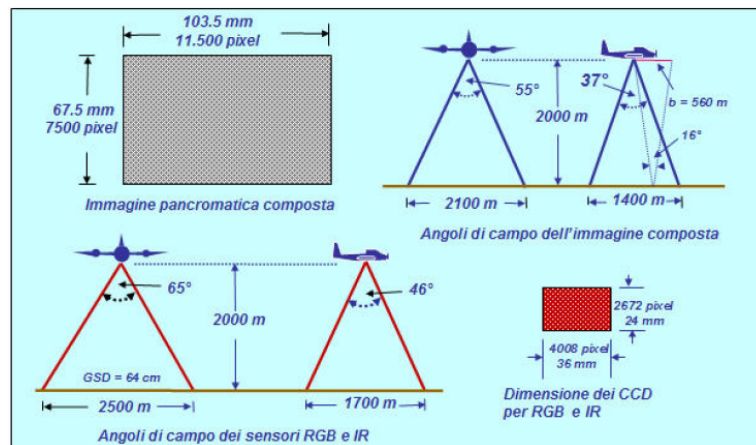 103.5 mm
11.500 pixel
67.5 mm
7500 pixel
Immagine pancromatica composta
55°
2000 m
37°
b = 560 m
16°
2100 m
1400 m
Angoli di campo dell'immagine composta
65°
2000 m
46°
GSD = 64 cm
2500 m
1700 m
Angoli di campo dei sensori RGB e IR
2672 pixel
24 mm
4008 pixel
36 mm
Dimensione dei CCD
per RGB e IR